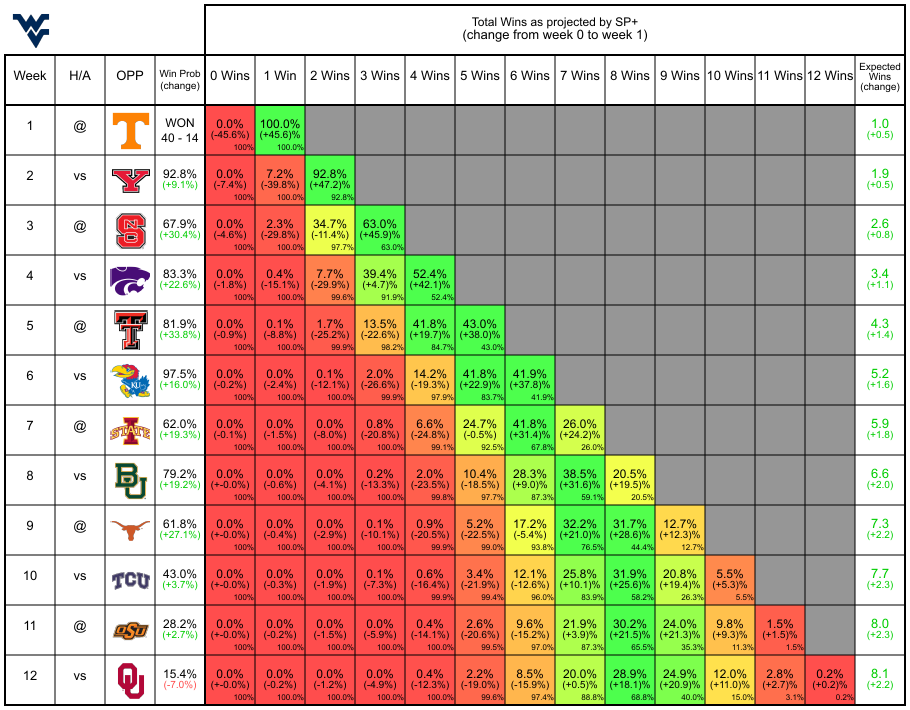 WV
Total Wins as projected by SP+
(change from week 0 to week 1)
Week H/A OPP Win Prob (change) 0 Wins 1 Win 2 Wins 3 Wins 4 Wins 5 Wins 6 Wins 7 Wins 8 Wins 9 Wins 10 Wins 11 Wins 12 Wins Expected Wins (change)
1 @ T WON 0.0% 100.0% 1.0
40 - 14 (-45.6%) (+45.6)% (+0.5)
100% 100.0%
2 vs Y 92.8% 0.0% 7.2% 92.8% 1.9
(+9.1%) (-7.4%) (-39.8%) (+47.2)% (+0.5)
100% 100.0% 92.8%
3 @ NCS 67.9% 0.0% 2.3% 34.7% 63.0% 2.6
(+30.4%) (-4.6%) (-29.8%) (-11.4%) (+45.9)% (+0.8)
100% 100.0% 97.7% 63.0%
4 vs 83.3% 0.0% 0.4% 7.7% 39.4% 52.4% 3.4
(+22.6%) (-1.8%) (-15.1%) (-29.9%) (+4.7)% (+42.1)% (+1.1)
100% 100.0% 99.6% 91.9% 52.4%
5 @ TT 81.9% 0.0% 0.1% 1.7% 13.5% 41.8% 43.0% 4.3
(+33.8%) (-0.9%) (-8.8%) (-25.2%) (-22.6%) (+19.7)% (+38.0)% (+1.4)
100% 100.0% 99.9% 98.2% 84.7% 43.0%
6 vs KU 97.5% 0.0% 0.0% 0.1% 2.0% 14.2% 41.8% 41.9% 5.2
(+16.0%) (-0.2%) (-2.4%) (-12.1%) (-26.6%) (-19.3%) (+22.9)% (+37.8)% (+1.6)
100% 100.0% 100.0% 99.9% 97.9% 83.7% 41.9%
7 @ I STATE 62.0% 0.0% 0.0% 0.0% 0.8% 6.6% 24.7% 41.8% 26.0% 5.9
(+19.3%) (-0.1%) (-1.5%) (-8.0%) (-20.8%) (-24.8%) (-0.5%) (+31.4)% (+24.2)% (+1.8)
100% 100.0% 100.0% 100.0% 99.1% 92.5% 67.8% 26.0%
8 vs BU 79.2% 0.0% 0.0% 0.0% 0.2% 2.0% 10.4% 28.3% 38.5% 20.5% 6.6
(+19.2%) (+-0.0%) (-0.6%) (-4.1%) (-13.3%) (-23.5%) (-18.5%) (+9.0)% (+31.6)% (+19.5)% (+2.0)
100% 100.0% 100.0% 100.0% 99.8% 97.7% 87.3% 59.1% 20.5%
9 @ 61.8% 0.0% 0.0% 0.0% 0.1% 0.9% 5.2% 17.2% 32.2% 31.7% 12.7% 7.3
(+27.1%) (+-0.0%) (-0.4%) (-2.9%) (-10.1%) (-20.5%) (-22.5%) (-5.4%) (+21.0)% (+28.6)% (+12.3)% (+2.2)
100% 100.0% 100.0% 100.0% 99.9% 99.0% 93.8% 76.5% 44.4% 12.7%
10 vs TCU 43.0% 0.0% 0.0% 0.0% 0.1% 0.6% 3.4% 12.1% 25.8% 31.9% 20.8% 5.5% 7.7
(+3.7%) (+-0.0%) (-0.3%) (-1.9%) (-7.3%) (-16.4%) (-21.9%) (-12.6%) (+10.1)% (+25.6)% (+19.4)% (+5.3)% (+2.3)
100% 100.0% 100.0% 100.0% 99.9% 99.4% 96.0% 83.9% 58.2% 26.3% 5.5%
11 @ OSU 28.2% 0.0% 0.0% 0.0% 0.0% 0.4% 2.6% 9.6% 21.9% 30.2% 24.0% 9.8% 1.5% 8.0
(+2.7%) (+-0.0%) (-0.2%) (-1.5%) (-5.9%) (-14.1%) (-20.6%) (-15.2%) (+3.9)% (+21.5)% (+21.3)% (+9.3)% (+1.5)% (+2.3)
100% 100.0% 100.0% 100.0% 100.0% 99.5% 97.0% 87.3% 65.5% 35.3% 11.3% 1.5%
12 vs OU 15.4% 0.0% 0.0% 0.0% 0.0% 0.4% 2.2% 8.5% 20.0% 28.9% 24.9% 12.0% 2.8% 0.2% 8.1
(-7.0%) (+-0.0%) (-0.2%) (-1.2%) (-4.9%) (-12.3%) (-19.0%) (-15.9%) (+0.5)% (+18.1)% (+20.9)% (+11.0)% (+2.7)% (+0.2)% (+2.2)
100% 100.0% 100.0% 100.0% 100.0% 99.6% 97.4% 88.8% 68.8% 40.0% 15.0% 3.1% 0.2%